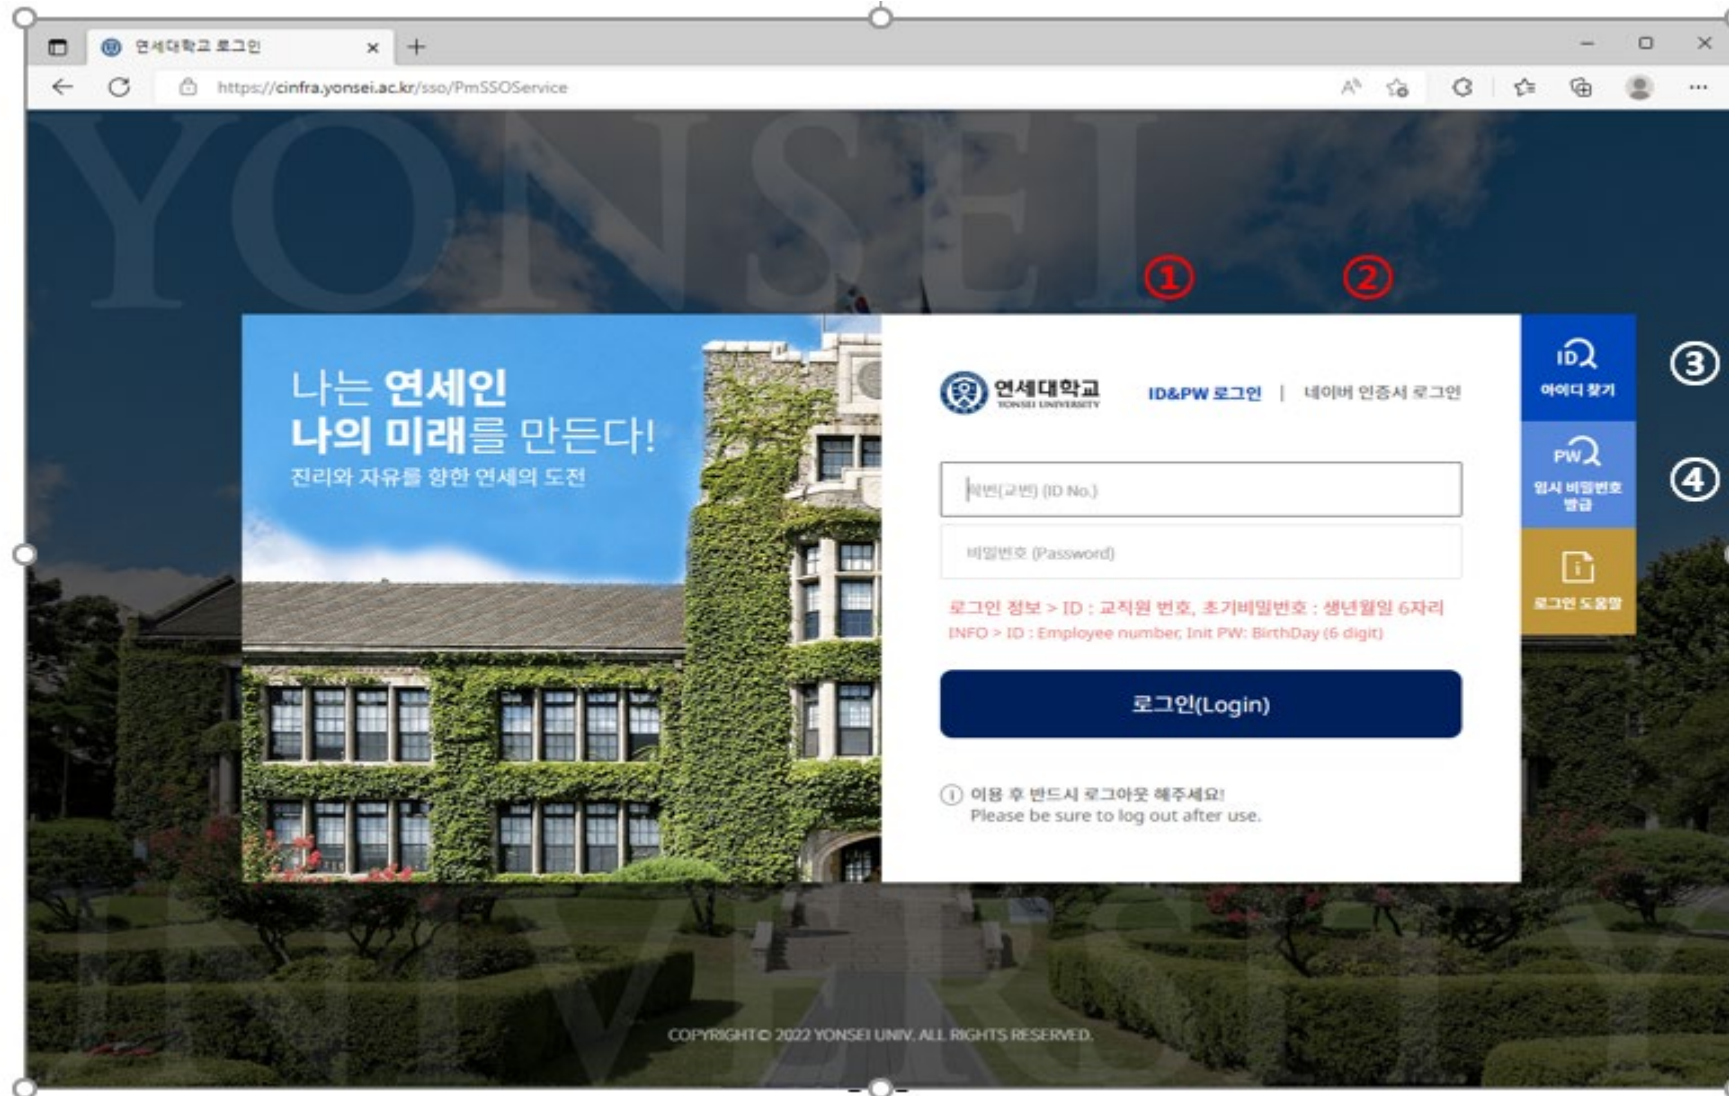 연세대학교 로그인
https://cinfra.yonsei.ac.kr/sso/PmSSOService
YONSEI
① ②
나는 연세인
나의 미래를 만든다!
진리와 자유를 향한 연세의 도전
연세대학교
YONSEI UNIVERSITY
ID&PW 로그인 | 네이버 인증서 로그인
학번(교번) (ID No.)
비밀번호 (Password)
로그인 정보 > ID : 교직원 번호, 초기비밀번호 : 생년월일 6자리
INFO > ID : Employee number, Init PW: BirthDay (6 digit)
로그인(Login)
이용 후 반드시 로그아웃 해주세요!
Please be sure to log out after use.
ID
아이디 찾기
③
PW
임시 비밀번호
발급
④
로그인 도움말
UNIVERSITY
COPYRIGHT© 2022 YONSEI UNIV. ALL RIGHTS RESERVED.